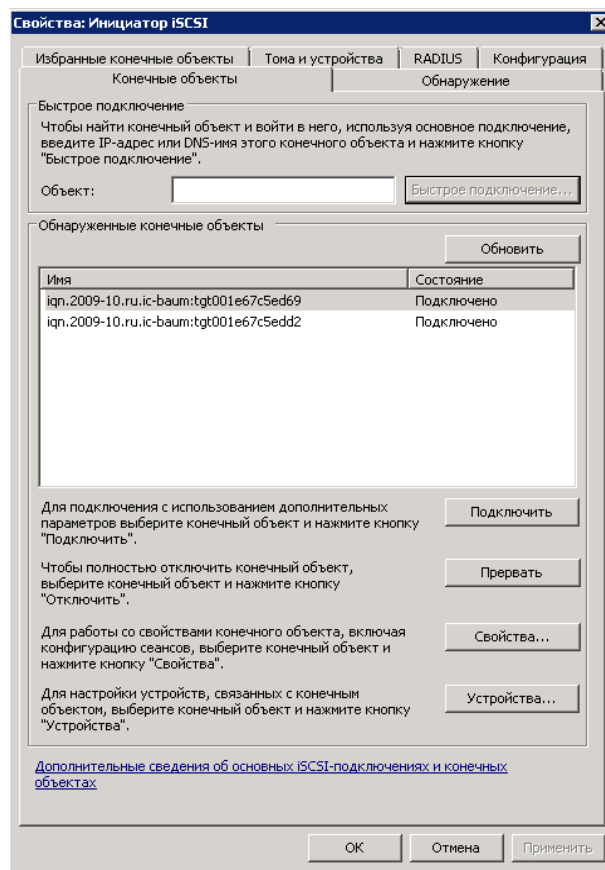 Свойства: Инициатор iSCSI
Избранные конечные объекты
Тома и устройства
RADIUS
Конфигурация
Конечные объекты
Обнаружение
Быстрое подключение
Чтобы найти конечный объект и войти в него, используя основное подключение,
введите IP-адрес или DNS-имя этого конечного объекта и нажмите кнопку
"Быстрое подключение".
Объект:
Быстрое подключение...
Обнаруженные конечные объекты
Обновить
Имя
Состояние
iqn.2009-10.ru.ic-baum:tgt001e67c5ed69 Подключено
iqn.2009-10.ru.ic-baum:tgt001e67c5edd2 Подключено
Для подключения с использованием дополнительных
параметров выберите конечный объект и нажмите кнопку
"Подключить".
Подключить
Чтобы полностью отключить конечный объект,
выберите конечный объект и нажмите кнопку
"Отключить".
Прервать
Для работы со свойствами конечного объекта, включая
конфигурацию сеансов, выберите конечный объект и
нажмите кнопку "Свойства".
Свойства...
Для настройки устройств, связанных с конечным
объектом, выберите конечный объект и нажмите кнопку
"Устройства".
Устройства...
Дополнительные сведения об основных iSCSI-подключениях и конечных
объектах
ОК
Отмена
Применить